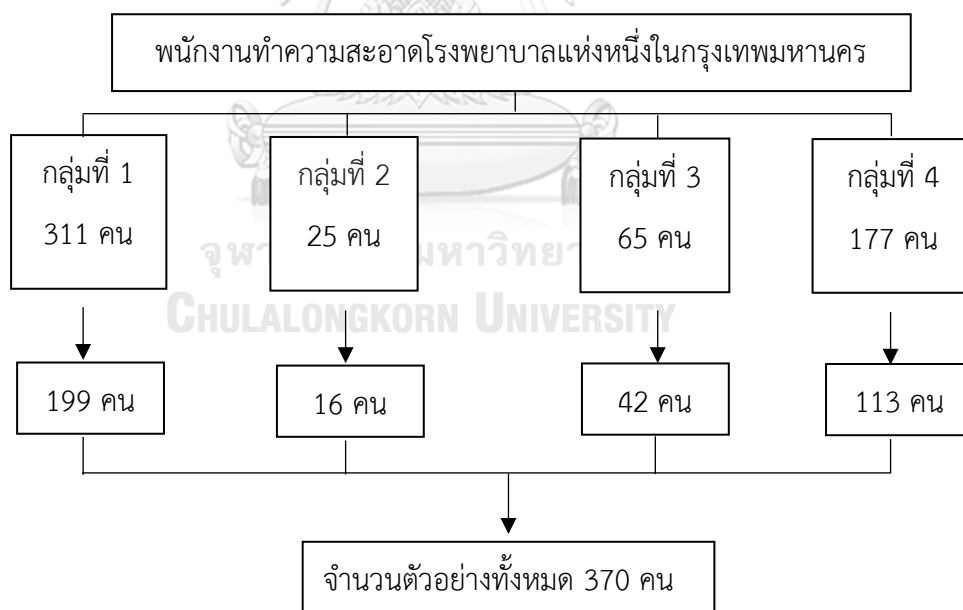 พนักงานทำความสะอาดโรงพยาบาลแห่งหนึ่งในกรุงเทพมหานคร
กลุ่มที่ 1
311 คน
กลุ่มที่ 2
25 คน
กลุ่มที่ 3
65 คน
กลุ่มที่ 4
177 คน
CHULALONGKORN UNIVERSITY
199 คน
16 คน
42 คน
113 คน
จำนวนตัวอย่างทั้งหมด 370 คน